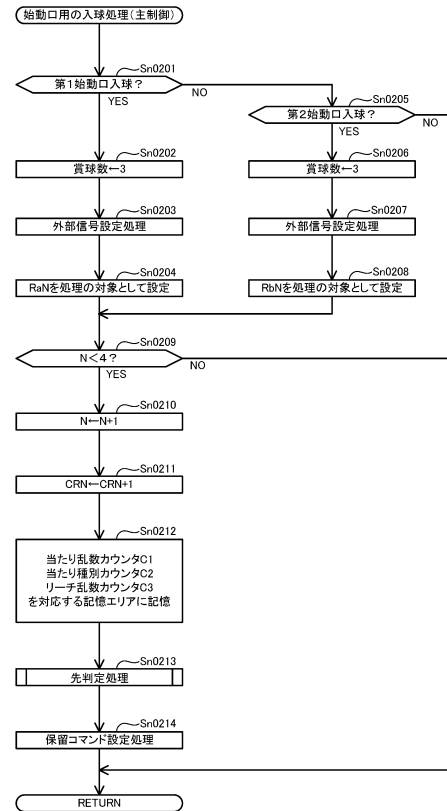 始動口用の入球処理(主制御)
Sn0201
第1始動口入球?
NO
YES
Sn0205
第2始動口入球?
NO
YES
Sn0202
賞球数←3
Sn0206
賞球数←3
Sn0203
外部信号設定処理
Sn0207
外部信号設定処理
Sn0204
RaNを処理の対象として設定
Sn0208
RbNを処理の対象として設定
Sn0209
N<4?
NO
YES
Sn0210
N←N+1
Sn0211
CRN←CRN+1
Sn0212
当たり乱数カウンタC1
当たり種別カウンタC2
リーチ乱数カウンタC3
を対応する記憶エリアに記憶
Sn0213
先判定処理
Sn0214
保留コマンド設定処理
RETURN